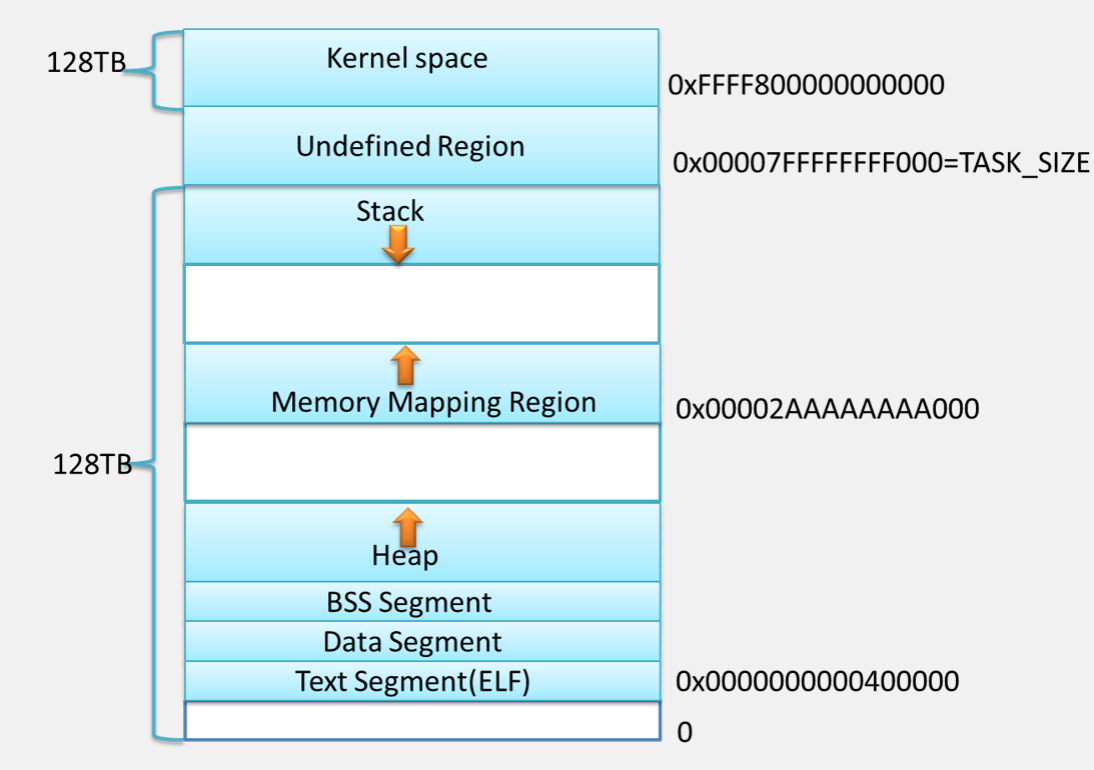 128TB
Kernel space
0xFFFF800000000000
Undefined Region
0x00007FFFFFFFF000=TASK_SIZE
Stack
Memory Mapping Region
0x00002AAAAAAAA000
128TB
Heap
BSS Segment
Data Segment
Text Segment(ELF)
0x0000000000400000
0